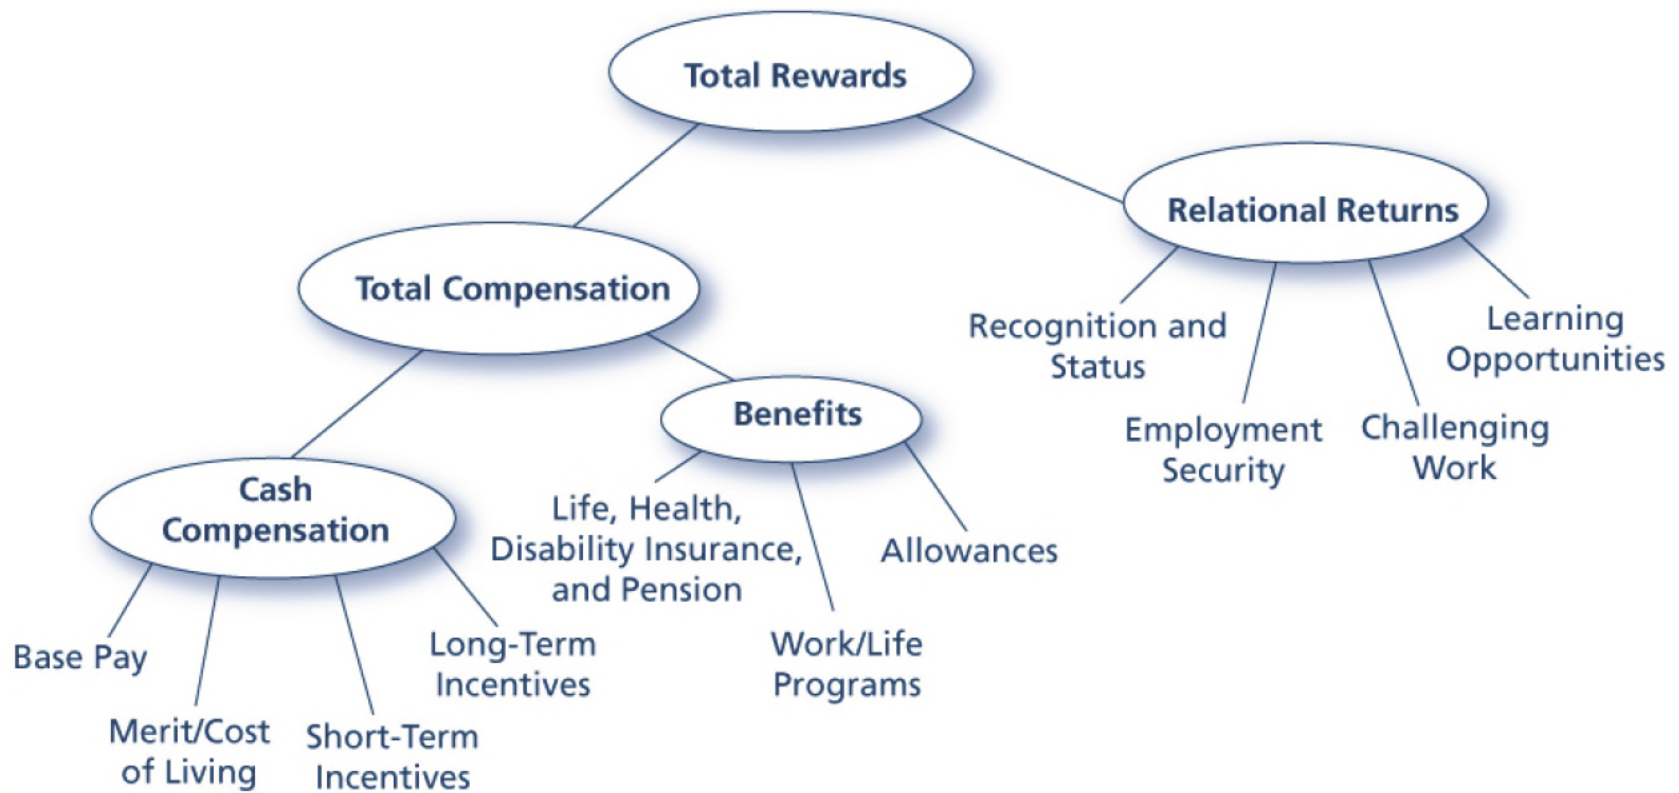 Total Rewards
Relational Returns
Total Compensation
Recognition and
Status
Learning
Opportunities
Employment
Security
Challenging
Work
Benefits
Cash
Compensation
Life, Health,
Disability Insurance,
and Pension
Allowances
Base Pay
Long-Term
Incentives
Work/Life
Programs
Merit/Cost
of Living
Short-Term
Incentives